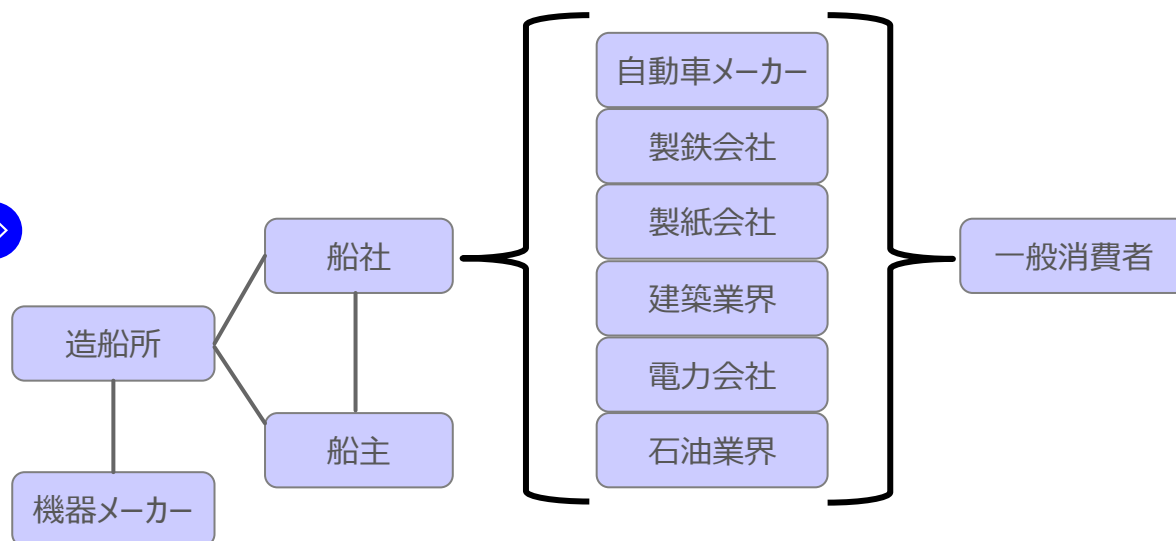 造船所
機器メーカー
船社
船主
自動車メーカー
製鉄会社
製紙会社
建築業界
電力会社
石油業界
一般消費者